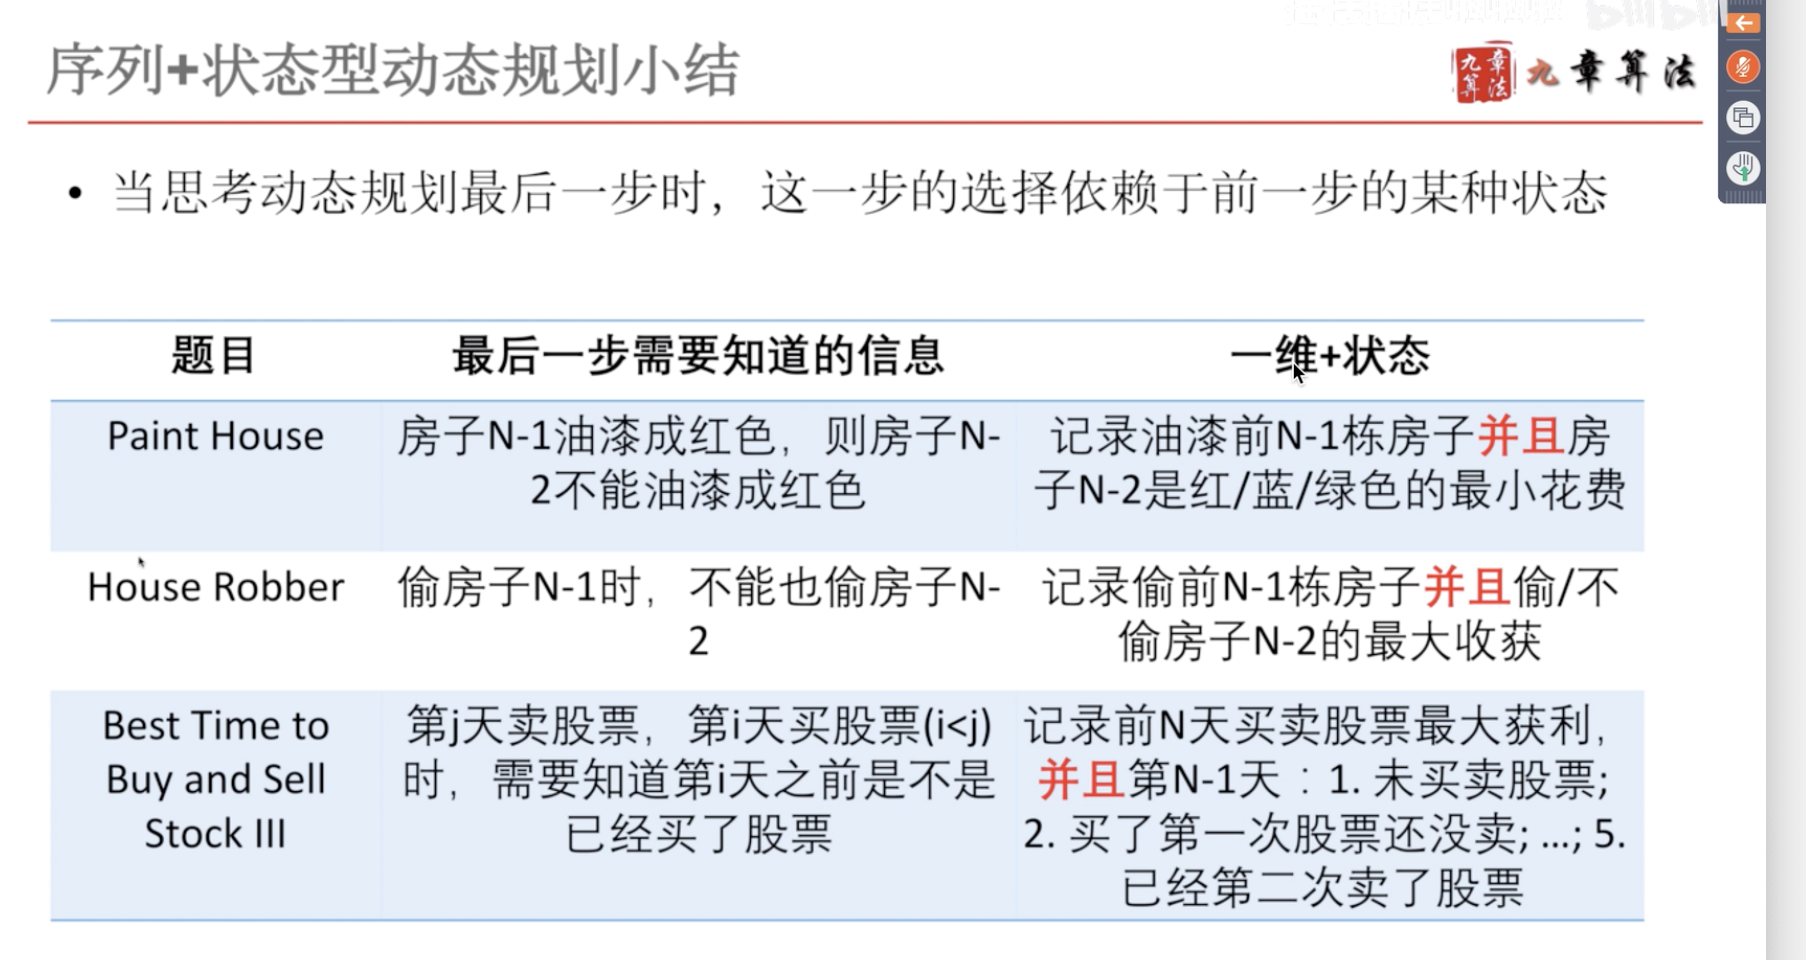 序列+状态型动态规划小结
九章
算法
九章算法
• 当思考动态规划最后一步时，这一步的选择依赖于前一步的某种状态
题目
最后一步需要知道的信息
一维+状态
Paint House
房子N-1油漆成红色，则房子N-
2不能油漆成红色
记录油漆前N-1栋房子并且房
子N-2是红/蓝/绿色的最小花费
House Robber
偷房子N-1时，不能也偷房子N-
2
记录偷前N-1栋房子并且偷/不
偷房子N-2的最大收获
Best Time to
Buy and Sell
Stock III
第j天卖股票，第i天买股票(i<j)
时，需要知道第i天之前是不是
已经买了股票
记录前N天买卖股票最大获利，
并且第N-1天：1. 未买卖股票;
2. 买了第一次股票还没卖; ...; 5.
已经第二次卖了股票